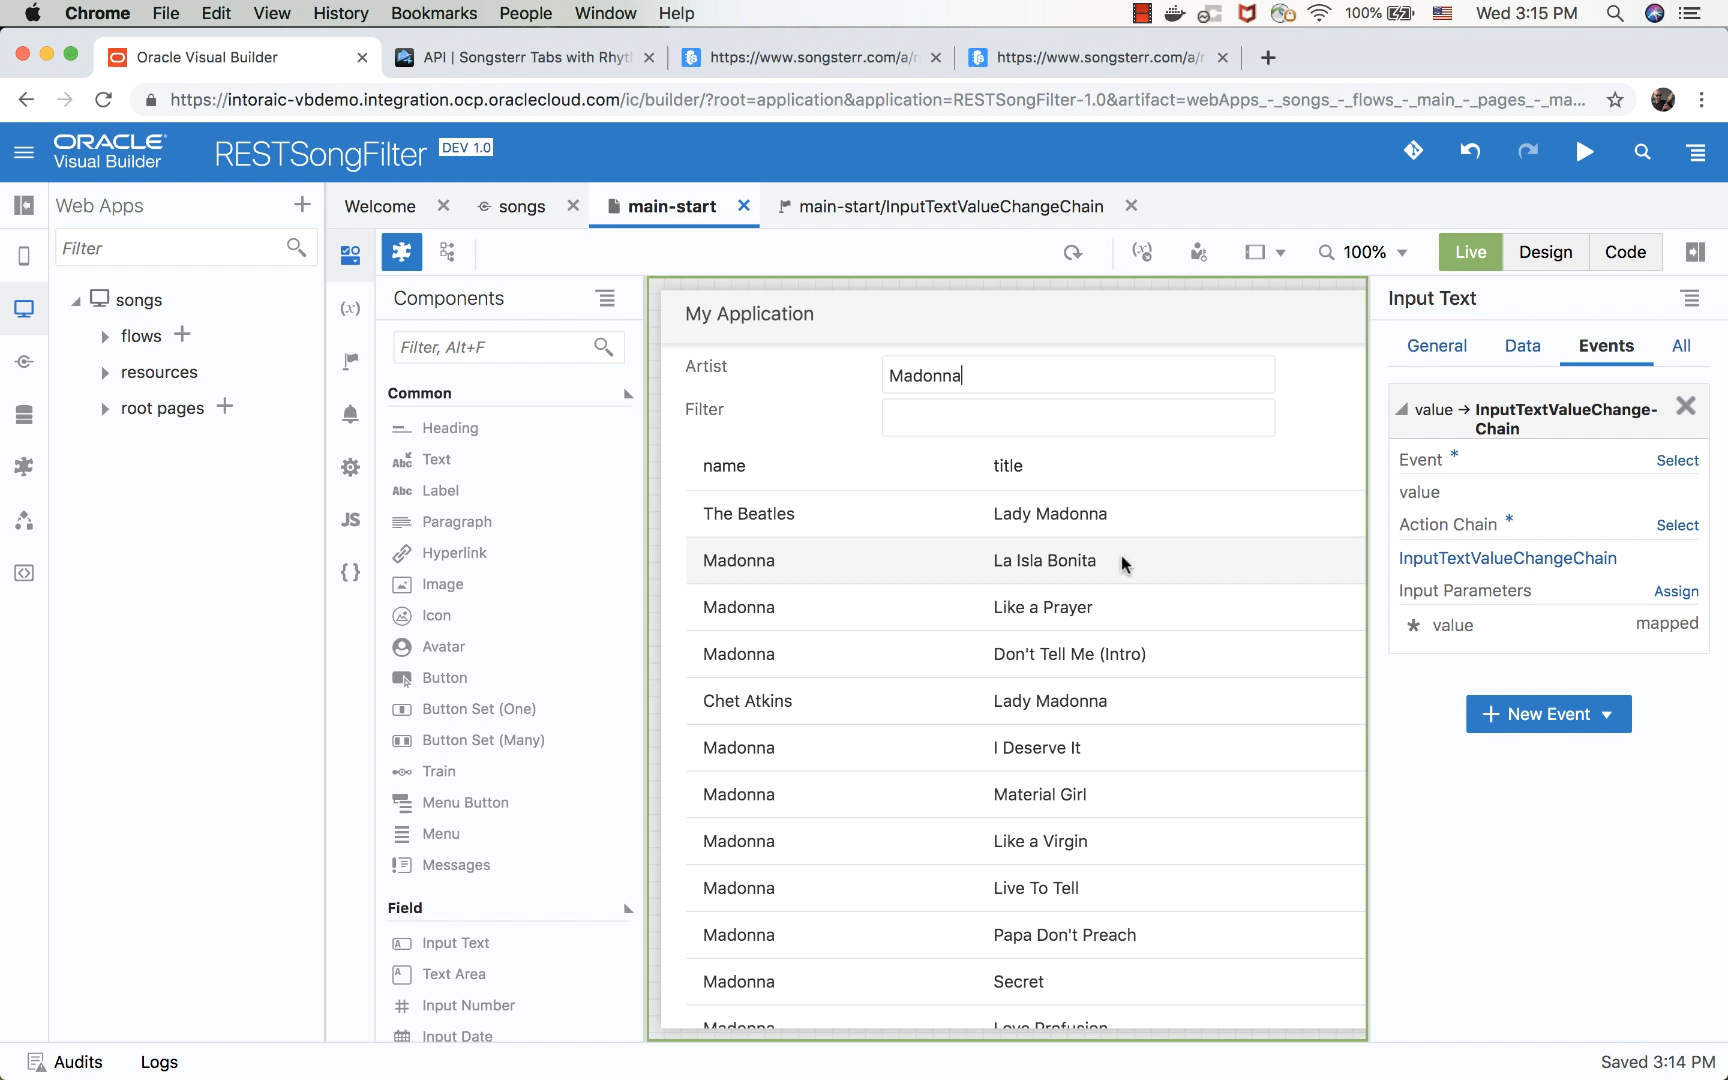 Chrome File Edit View History Bookmarks People Window Help 100% Wed 3:15 PM
Oracle Visual Builder API | Songsterr Tabs with Rhyt https://www.songsterr.com/a/r https://www.songsterr.com/a/r
https://intoraic-vbdemo.integration.ocp.oraclecloud.com/ic/builder/?root=application&application=RESTSongFilter-1.0&artifact=webApps_-_songs_-_flows_-_main_-_pages_-_ma...
ORACLE
Visual Builder
RESTSongFilter DEV 1.0
Web Apps
Welcome songs main-start main-start/InputTextValueChangeChain
Filter
100% Live Design Code
songs
flows
resources
root pages
(x)
JS
{ }
Components
Filter, Alt+F
Common
Heading
Abc Text
Abc Label
Paragraph
Hyperlink
Image
Icon
Avatar
Button
Button Set (One)
Button Set (Many)
Train
Menu Button
Menu
Messages
Field
Input Text
Text Area
Input Number
Input Date
My Application
Artist Madonna
Filter
name title
The Beatles Lady Madonna
Madonna La Isla Bonita
Madonna Like a Prayer
Madonna Don't Tell Me (Intro)
Chet Atkins Lady Madonna
Madonna I Deserve It
Madonna Material Girl
Madonna Like a Virgin
Madonna Live To Tell
Madonna Papa Don't Preach
Madonna Secret
Madonna Love Profusion
Input Text
General Data Events All
value → InputTextValueChange-
Chain
Event * Select
value
Action Chain * Select
InputTextValueChangeChain
Input Parameters Assign
* value mapped
+ New Event
Audits Logs Saved 3:14 PM